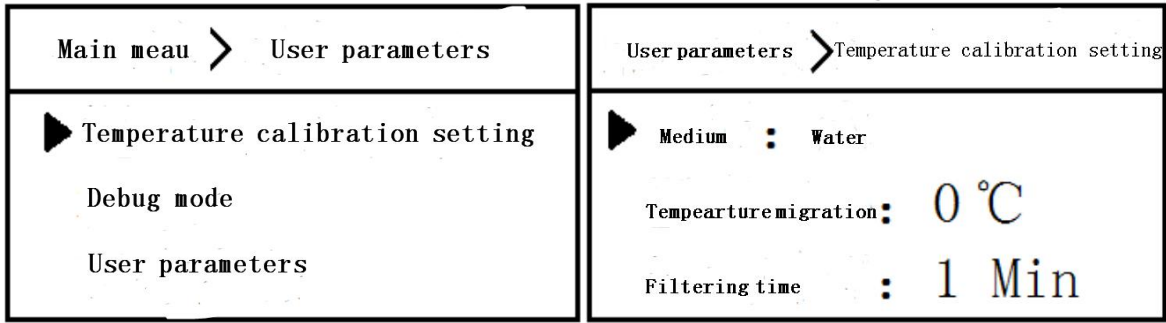 Main meau > User parameters
Temperature calibration setting
Debug mode
User parameters
User parameters > Temperature calibration setting
Medium : Water
Tempearture migration : 0 ℃
Filtering time : 1 Min